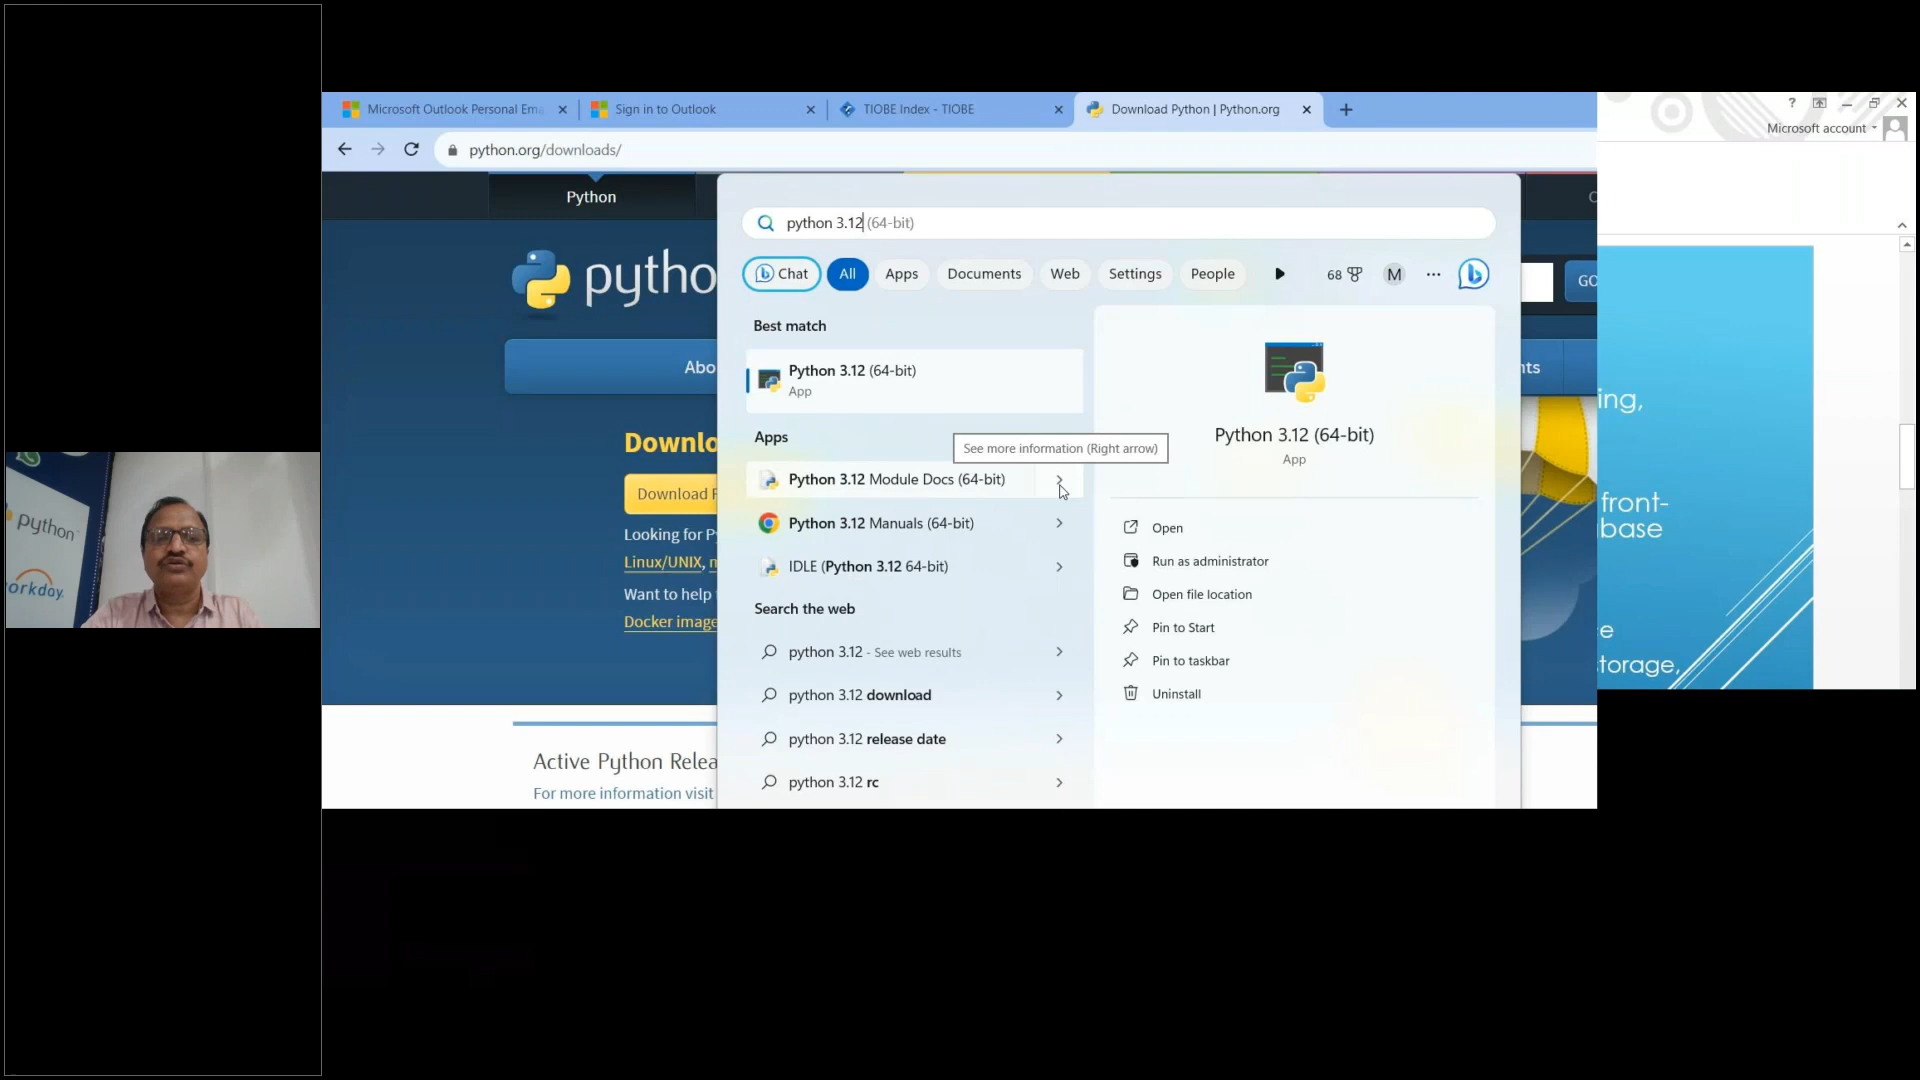 Microsoft Outlook Personal Ema
Sign in to Outlook
TIOBE Index - TIOBE
Download Python | Python.org
python.org/downloads/
Microsoft account
Python
pytho
GO
Abo
nts
Downlo
Download P
Looking for Py
Linux/UNIX,
Want to help
Docker image
Active Python Relea
For more information visit
python 3.12 (64-bit)
Chat
All
Apps
Documents
Web
Settings
People
68
M
Best match
Python 3.12 (64-bit)
App
Apps
See more information (Right arrow)
Python 3.12 Module Docs (64-bit)
Python 3.12 Manuals (64-bit)
IDLE (Python 3.12 64-bit)
Search the web
python 3.12 - See web results
python 3.12 download
python 3.12 release date
python 3.12 rc
Python 3.12 (64-bit)
App
Open
Run as administrator
Open file location
Pin to Start
Pin to taskbar
Uninstall
ing,
front-
base
e
torage,
python
orkday.